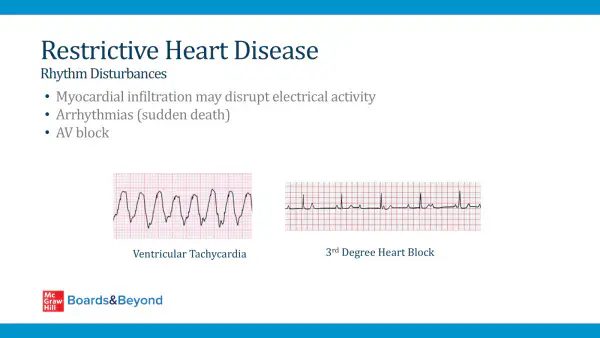 Restrictive Heart Disease
Rhythm Disturbances
• Myocardial infiltration may disrupt electrical activity
• Arrhythmias (sudden death)
• AV block
Ventricular Tachycardia
3rd Degree Heart Block
Mc
Graw
Hill
Boards&Beyond